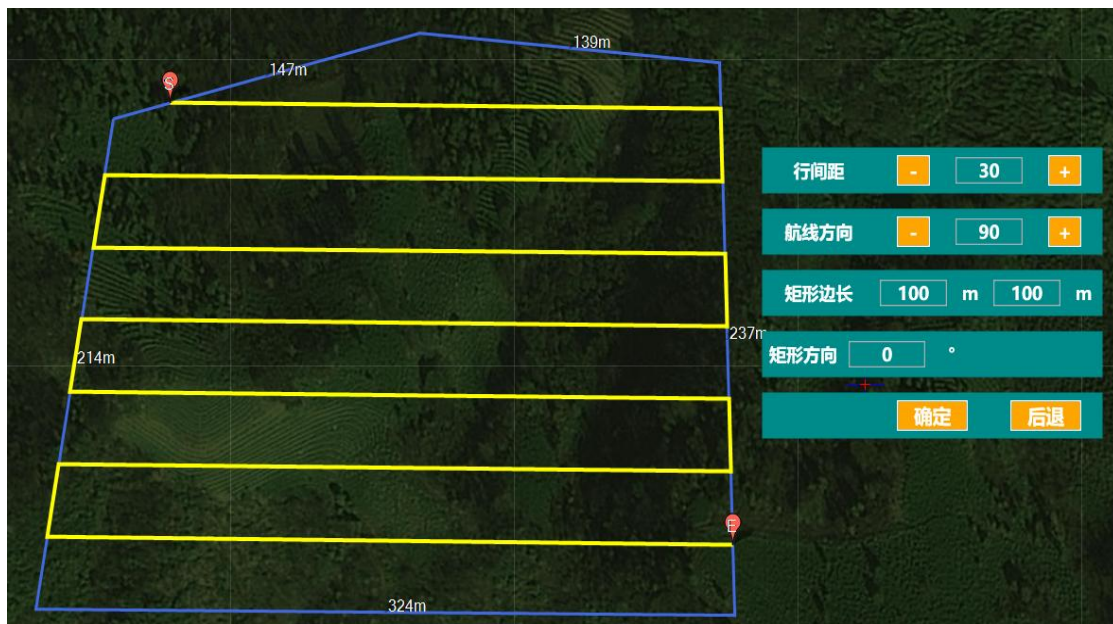 139m
147m
S
行间距 - 30 +
航线方向 - 90 +
矩形边长 100 m 100 m
237m
214m
矩形方向 0 °
确定 后退
E
324m